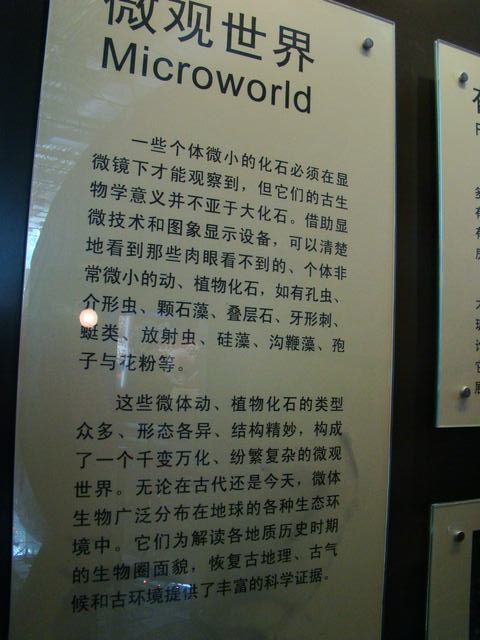 微观世界
Microworld
一些个体微小的化石必须在显
微镜下才能观察到，但它们的古生
物学意义并不亚于大化石。借助显
微技术和图象显示设备，可以清楚
地看到那些肉眼看不到的、个体非
常微小的动、植物化石，如有孔虫、
介形虫、颗石藻、叠层石、牙形刺、
蜓类、放射虫、硅藻、沟鞭藻、孢
子与花粉等。
这些微体动、植物化石的类型
众多、形态各异、结构精妙，构成
了一个千变万化、纷繁复杂的微观
世界。无论在古代还是今天，微体
生物广泛分布在地球的各种生态环
境中。它们为解读各地质历史时期
的生物圈面貌，恢复古地理、古气
候和古环境提供了丰富的科学证据。